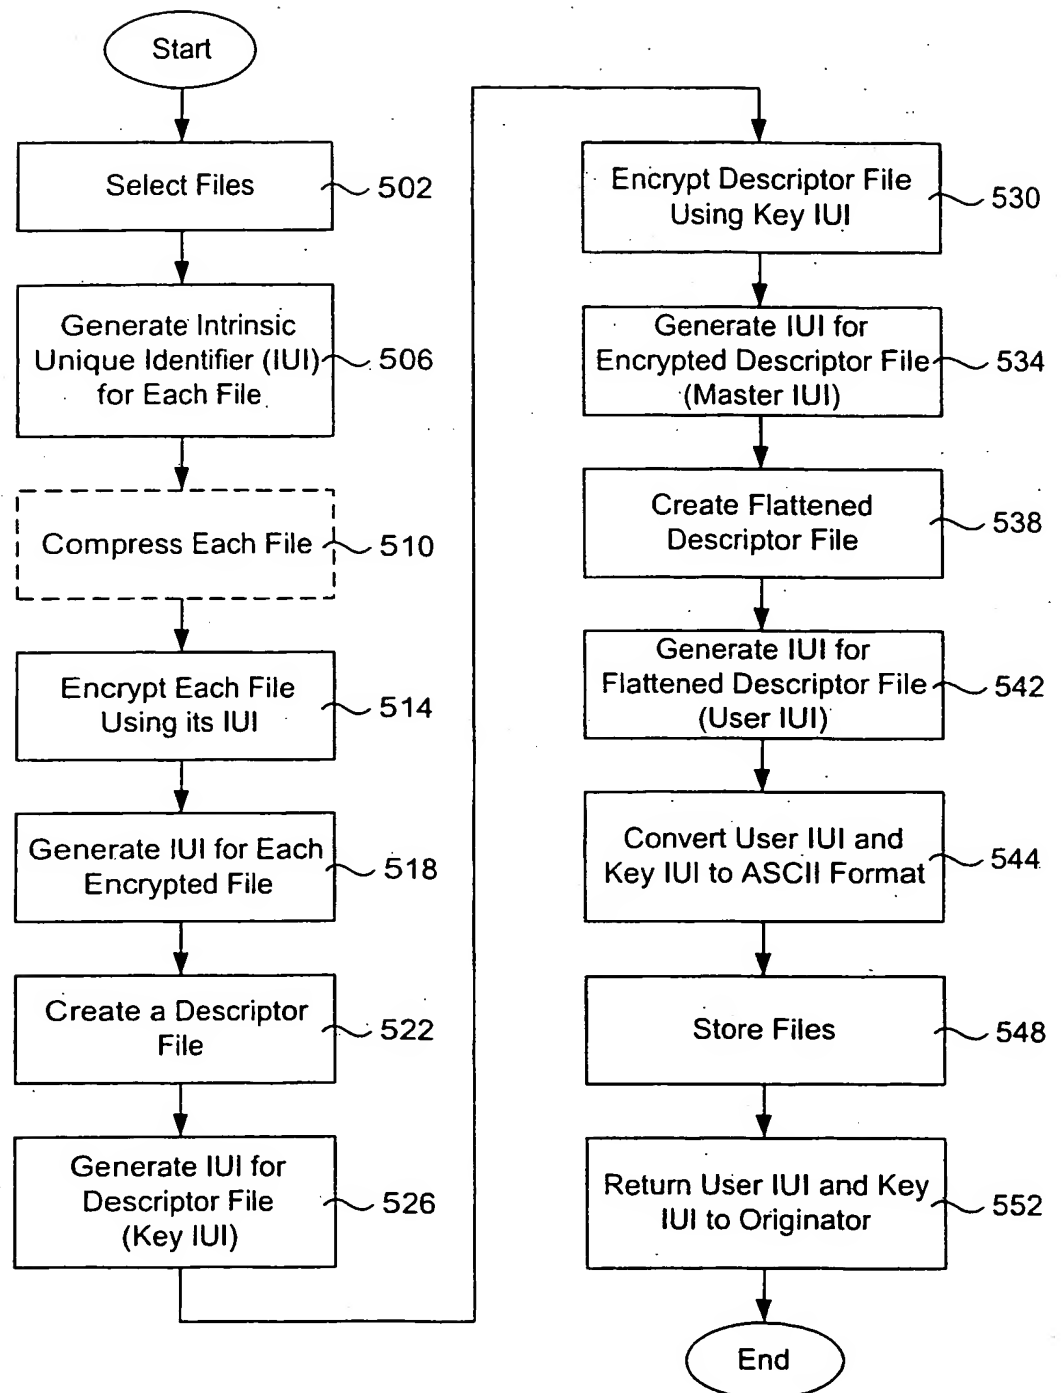 Start
Select Files
502
Generate Intrinsic
Unique Identifier (IUI)
for Each File
506
Compress Each File
510
Encrypt Each File
Using its IUI
514
Generate IUI for Each
Encrypted File
518
Create a Descriptor
File
522
Generate IUI for
Descriptor File
(Key IUI)
526
Encrypt Descriptor File
Using Key IUI
530
Generate IUI for
Encrypted Descriptor File
(Master IUI)
534
Create Flattened
Descriptor File
538
Generate IUI for
Flattened Descriptor File
(User IUI)
542
Convert User IUI and
Key IUI to ASCII Format
544
Store Files
548
Return User IUI and Key
IUI to Originator
552
End